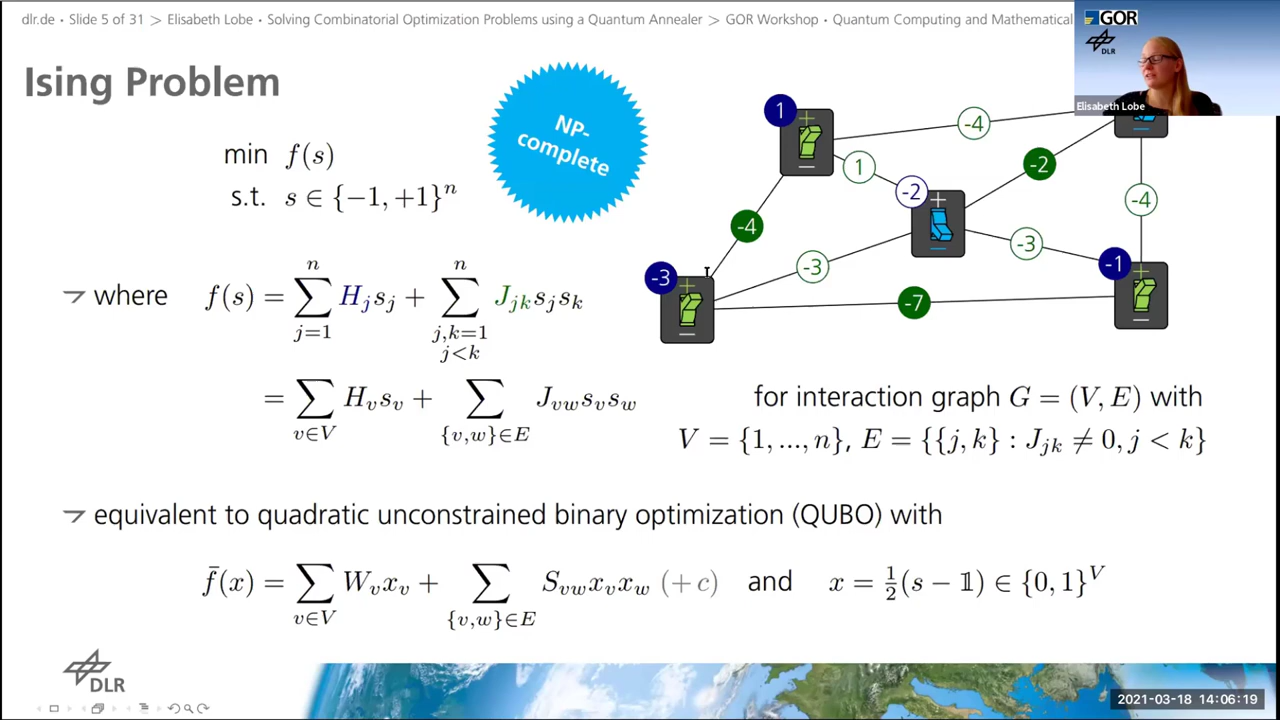 dlr.de • Slide 5 of 31 > Elisabeth Lobe • Solving Combinatorial Optimization Problems using a Quantum Annealer > GOR Workshop • Quantum Computing and Mathematical
GOR
DLR
Elisabeth Lobe
Ising Problem
NP-
complete
min f(s)
s.t. s ∈ {−1, +1}ⁿ
where f(s) = ∑_{j=1}^{n} H_j s_j + ∑_{j,k=1, j<k}^{n} J_{jk} s_j s_k
= ∑_{v∈V} H_v s_v + ∑_{{v,w}∈E} J_{vw} s_v s_w
1
-4
1
-2
-2
-4
-4
-3
-3
-3
-1
-7
for interaction graph G = (V, E) with
V = {1, ..., n}, E = {{j, k} : J_{jk} ≠ 0, j < k}
equivalent to quadratic unconstrained binary optimization (QUBO) with
f̄(x) = ∑_{v∈V} W_v x_v + ∑_{{v,w}∈E} S_{vw} x_v x_w (+ c) and x = ½(s − 𝟙) ∈ {0, 1}^V
DLR
2021-03-18 14:06:19